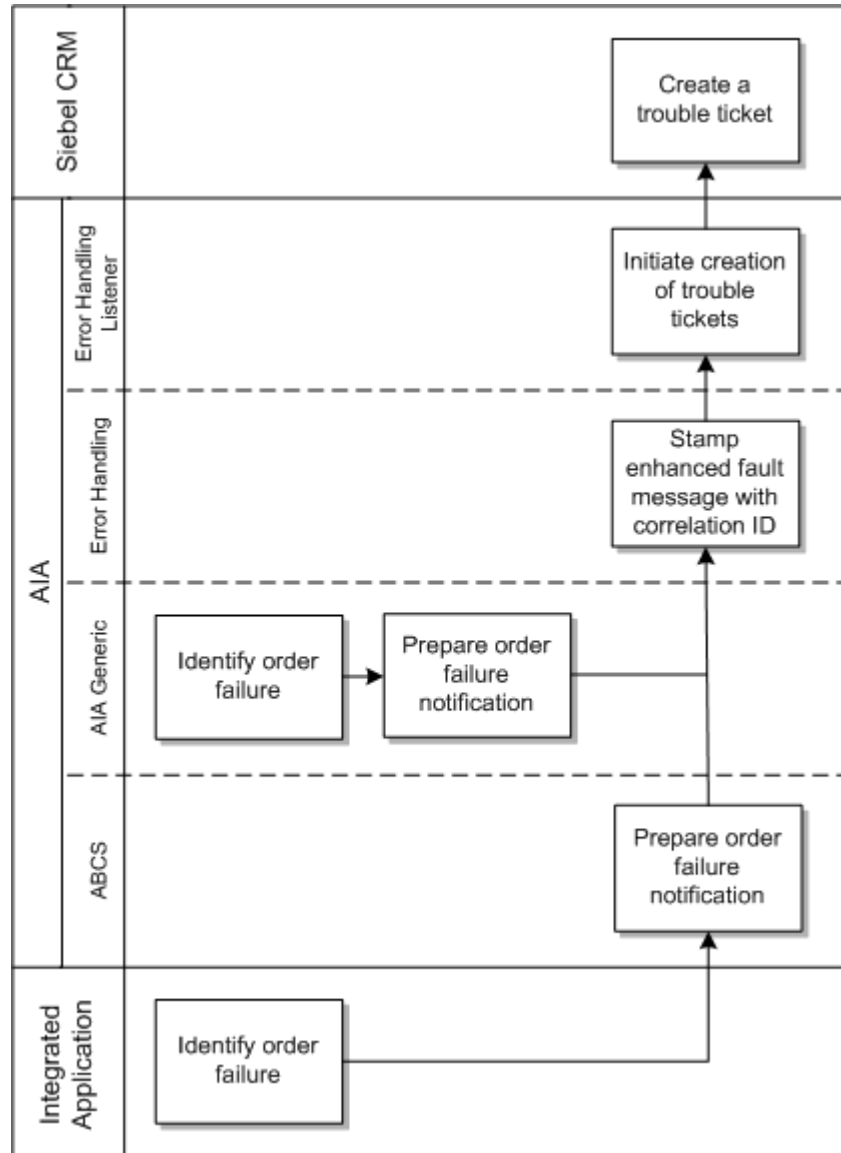 Siebel CRM
Create a
trouble ticket
AIA
Error Handling
Listener
Initiate creation
of trouble
tickets
Error Handling
Stamp
enhanced fault
message with
correlation ID
AIA Generic
Identify order
failure
Prepare order
failure
notification
ABCS
Prepare order
failure
notification
Integrated
Application
Identify order
failure